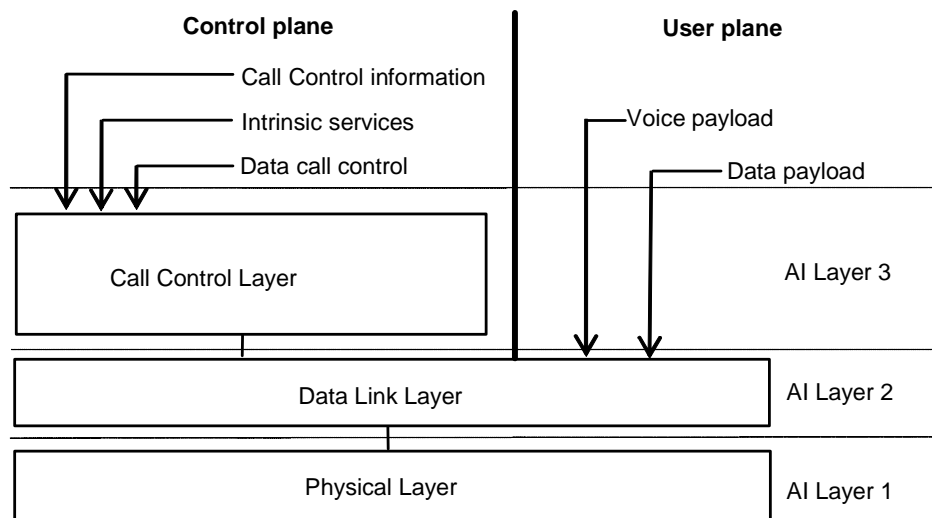 Control plane
User plane
Call Control information
Intrinsic services
Voice payload
Data call control
Data payload
Call Control Layer
AI Layer 3
Data Link Layer
AI Layer 2
Physical Layer
AI Layer 1